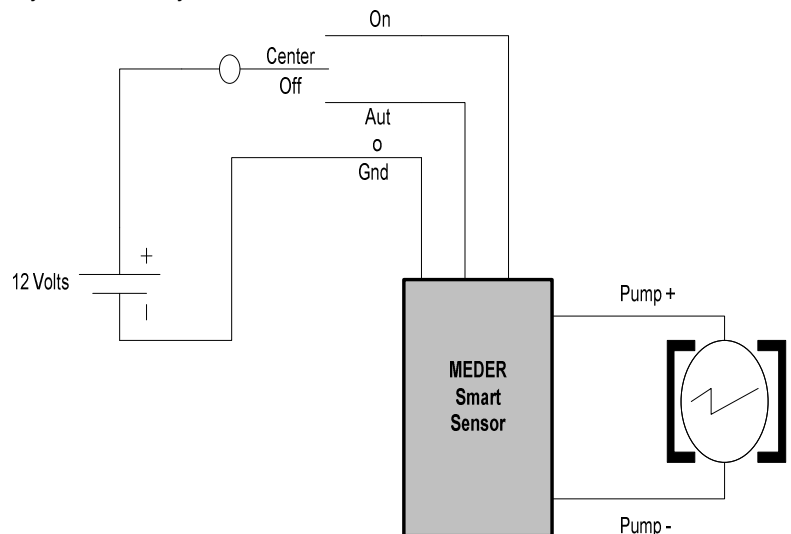 On
Center
Off
Aut
o
Gnd
+
12 Volts
–
Pump +
MEDER
Smart
Sensor
Pump -